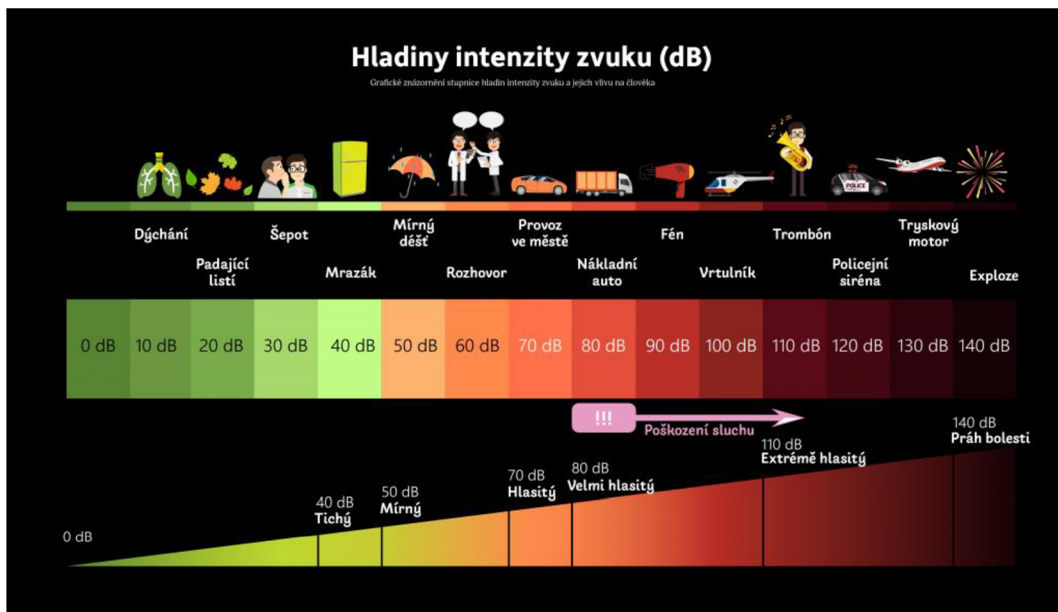 Hladiny intenzity zvuku (dB)
Grafické znázornění stupnice hladin intenzity zvuku a jejich vlivu na člověka
POLICE
Dýchání
Šepot
Mírný
déšť
Provoz
ve městě
Fén
Trombón
Tryskový
motor
Padající
listí
Mrazák
Rozhovor
Nákladní
auto
Vrtulník
Policejní
siréna
Exploze
0 dB 10 dB 20 dB 30 dB 40 dB 50 dB 60 dB 70 dB 80 dB 90 dB 100 dB 110 dB 120 dB 130 dB 140 dB
!!!
Poškození sluchu
0 dB
40 dB
Tichý
50 dB
Mírný
70 dB
Hlasitý
80 dB
Velmi hlasitý
110 dB
Extrémě hlasitý
140 dB
Práh bolesti